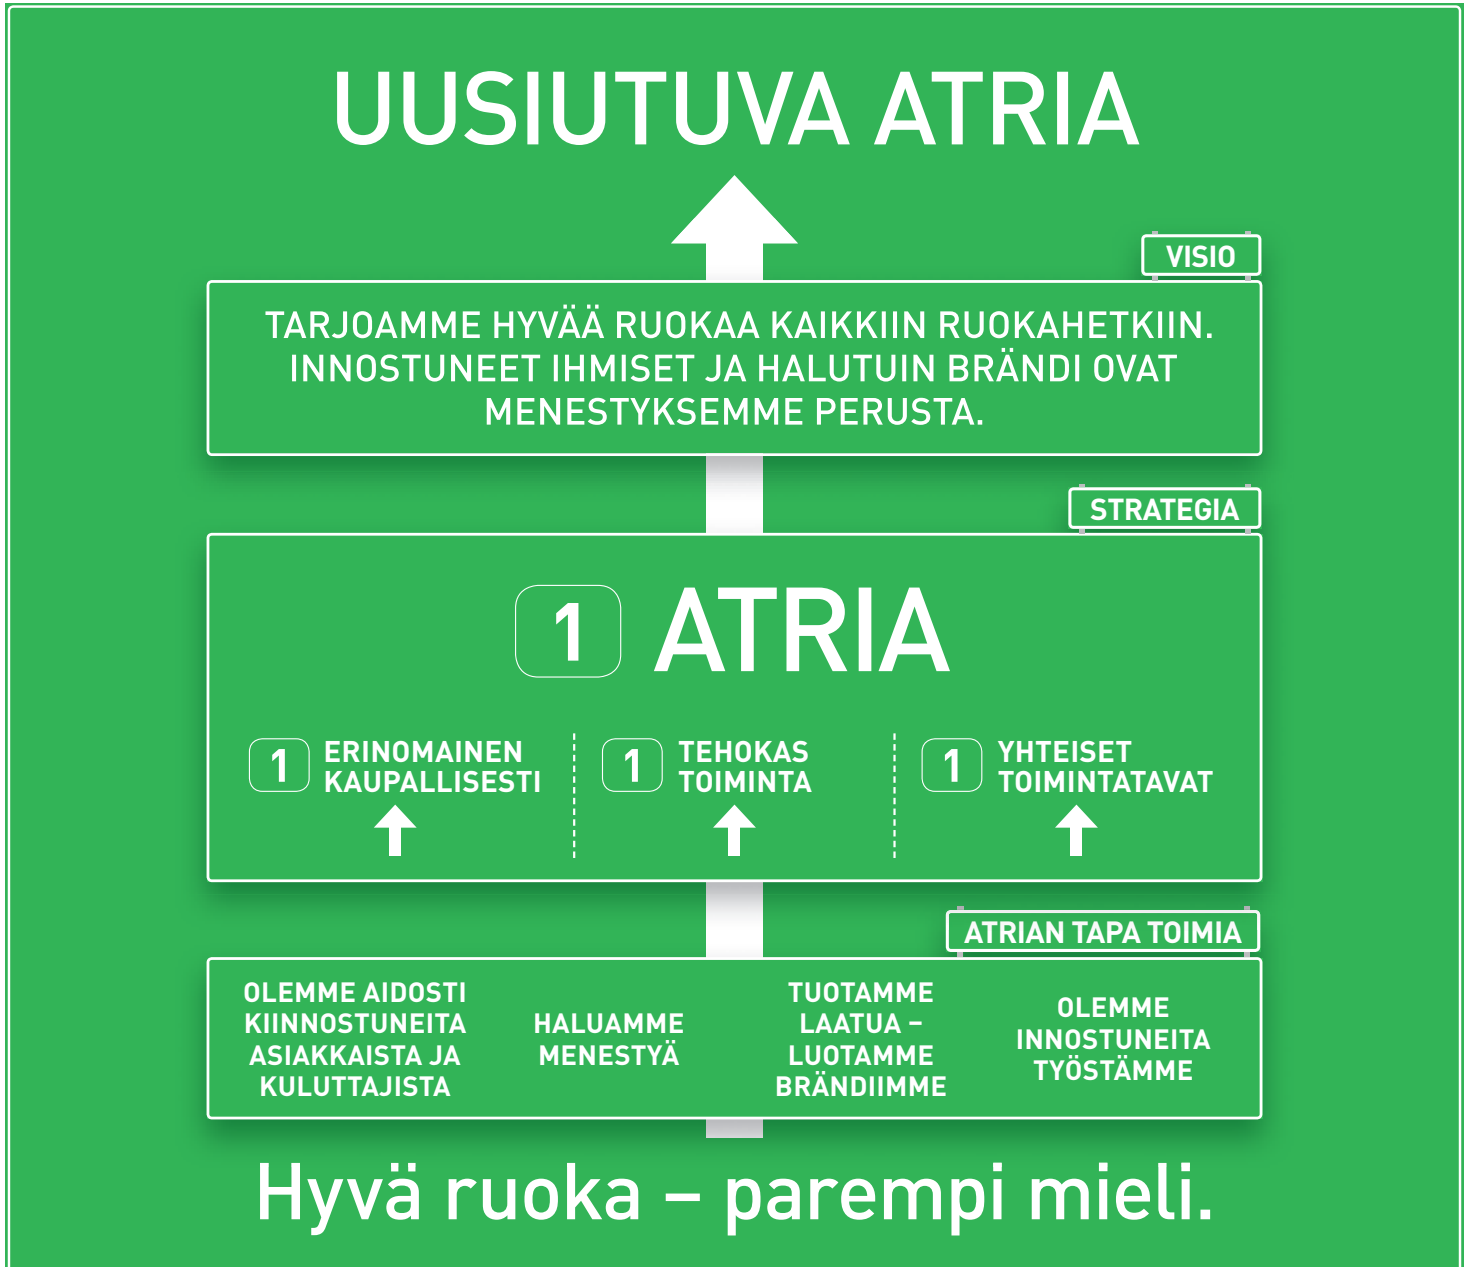 UUSIUTUVA ATRIA
VISIO
TARJOAMME HYVÄÄ RUOKAA KAIKKIIN RUOKAHETKIIN.
INNOSTUNEET IHMISET JA HALUTUIN BRÄNDI OVAT
MENESTYKSEMME PERUSTA.
STRATEGIA
1 ATRIA
1 ERINOMAINEN
KAUPALLISESTI
1 TEHOKAS
TOIMINTA
1 YHTEISET
TOIMINTATAVAT
ATRIAN TAPA TOIMIA
OLEMME AIDOSTI
KIINNOSTUNEITA
ASIAKKAISTA JA
KULUTTAJISTA
HALUAMME
MENESTYÄ
TUOTAMME
LAATUA –
LUOTAMME
BRÄNDIIMME
OLEMME
INNOSTUNEITA
TYÖSTÄMME
Hyvä ruoka – parempi mieli.